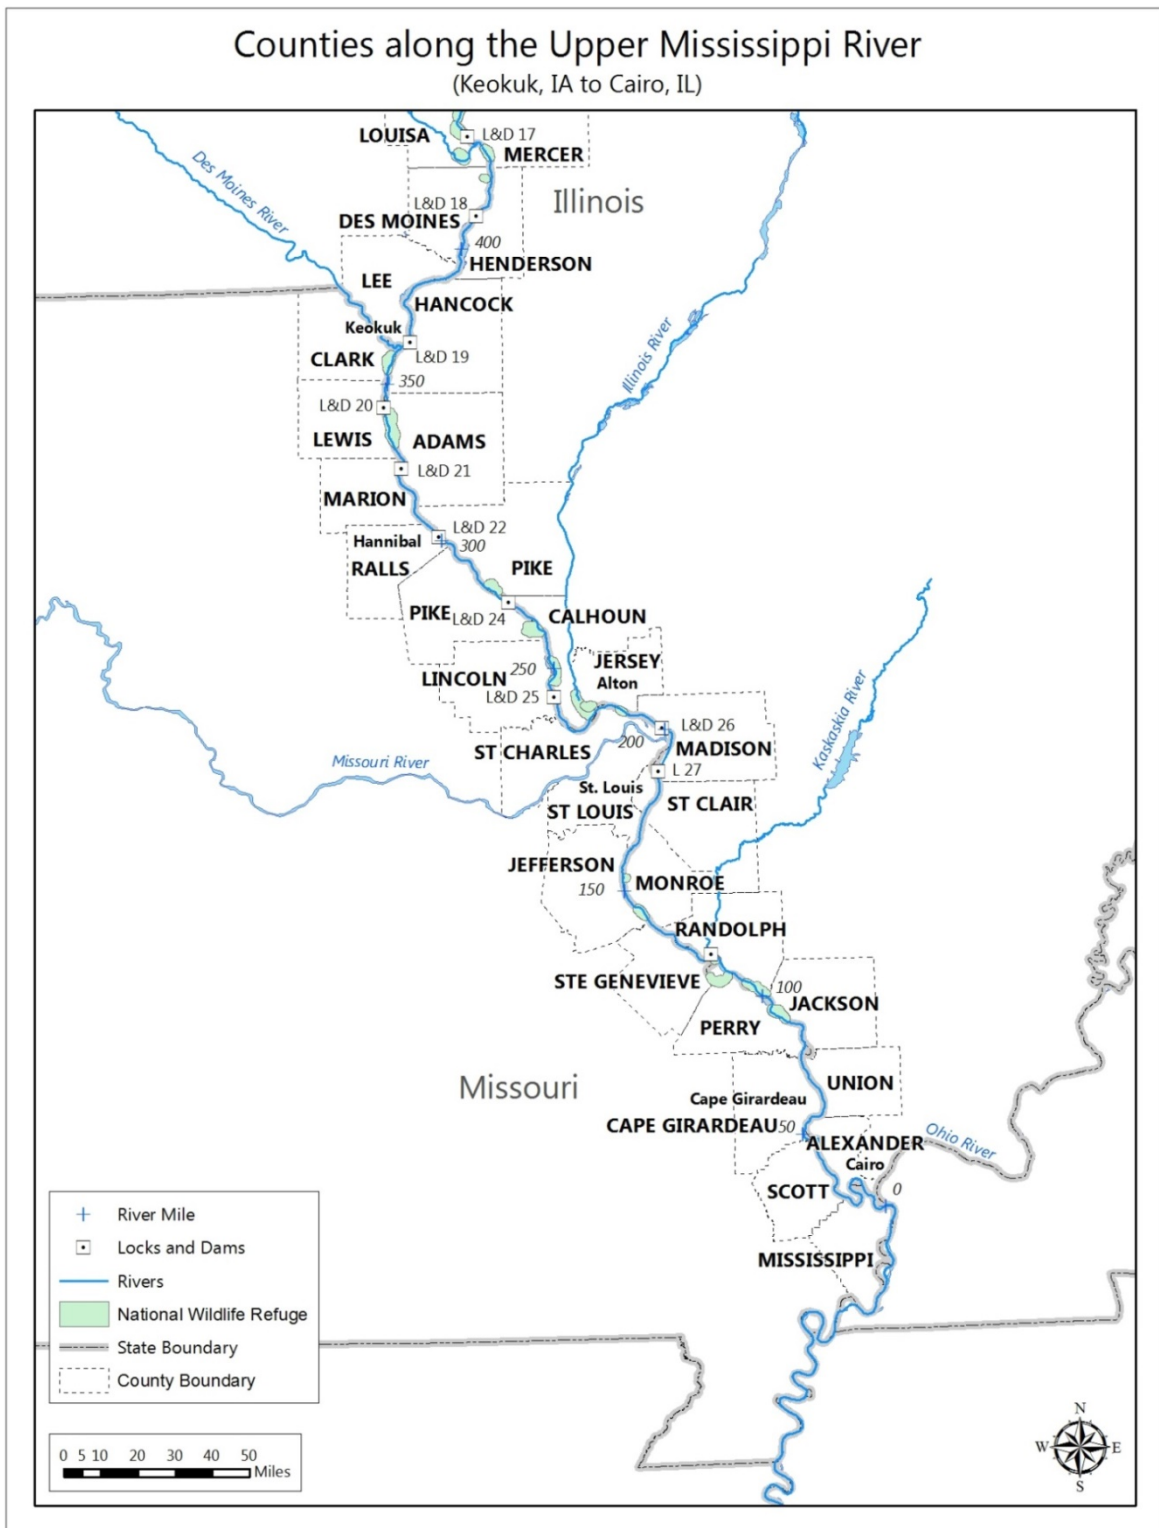 Counties along the Upper Mississippi River
(Keokuk, IA to Cairo, IL)
LOUISA
L&D 17
MERCER
Des Moines River
Illinois
L&D 18
DES MOINES
400
HENDERSON
LEE
HANCOCK
Keokuk
L&D 19
CLARK
350
Illinois River
L&D 20
LEWIS
ADAMS
L&D 21
MARION
L&D 22
Hannibal
300
RALLS
PIKE
PIKE
L&D 24
CALHOUN
250
JERSEY
LINCOLN
Alton
L&D 25
L&D 26
200
MADISON
ST CHARLES
Missouri River
Kaskaskia River
L 27
St. Louis
ST LOUIS
ST CLAIR
JEFFERSON
150
MONROE
RANDOLPH
STE GENEVIEVE
100
JACKSON
PERRY
Missouri
UNION
Cape Girardeau
CAPE GIRARDEAU
50
ALEXANDER
Ohio River
Cairo
SCOTT
0
MISSISSIPPI
River Mile
Locks and Dams
Rivers
National Wildlife Refuge
State Boundary
County Boundary
0 5 10 20 30 40 50
Miles
N
W E
S